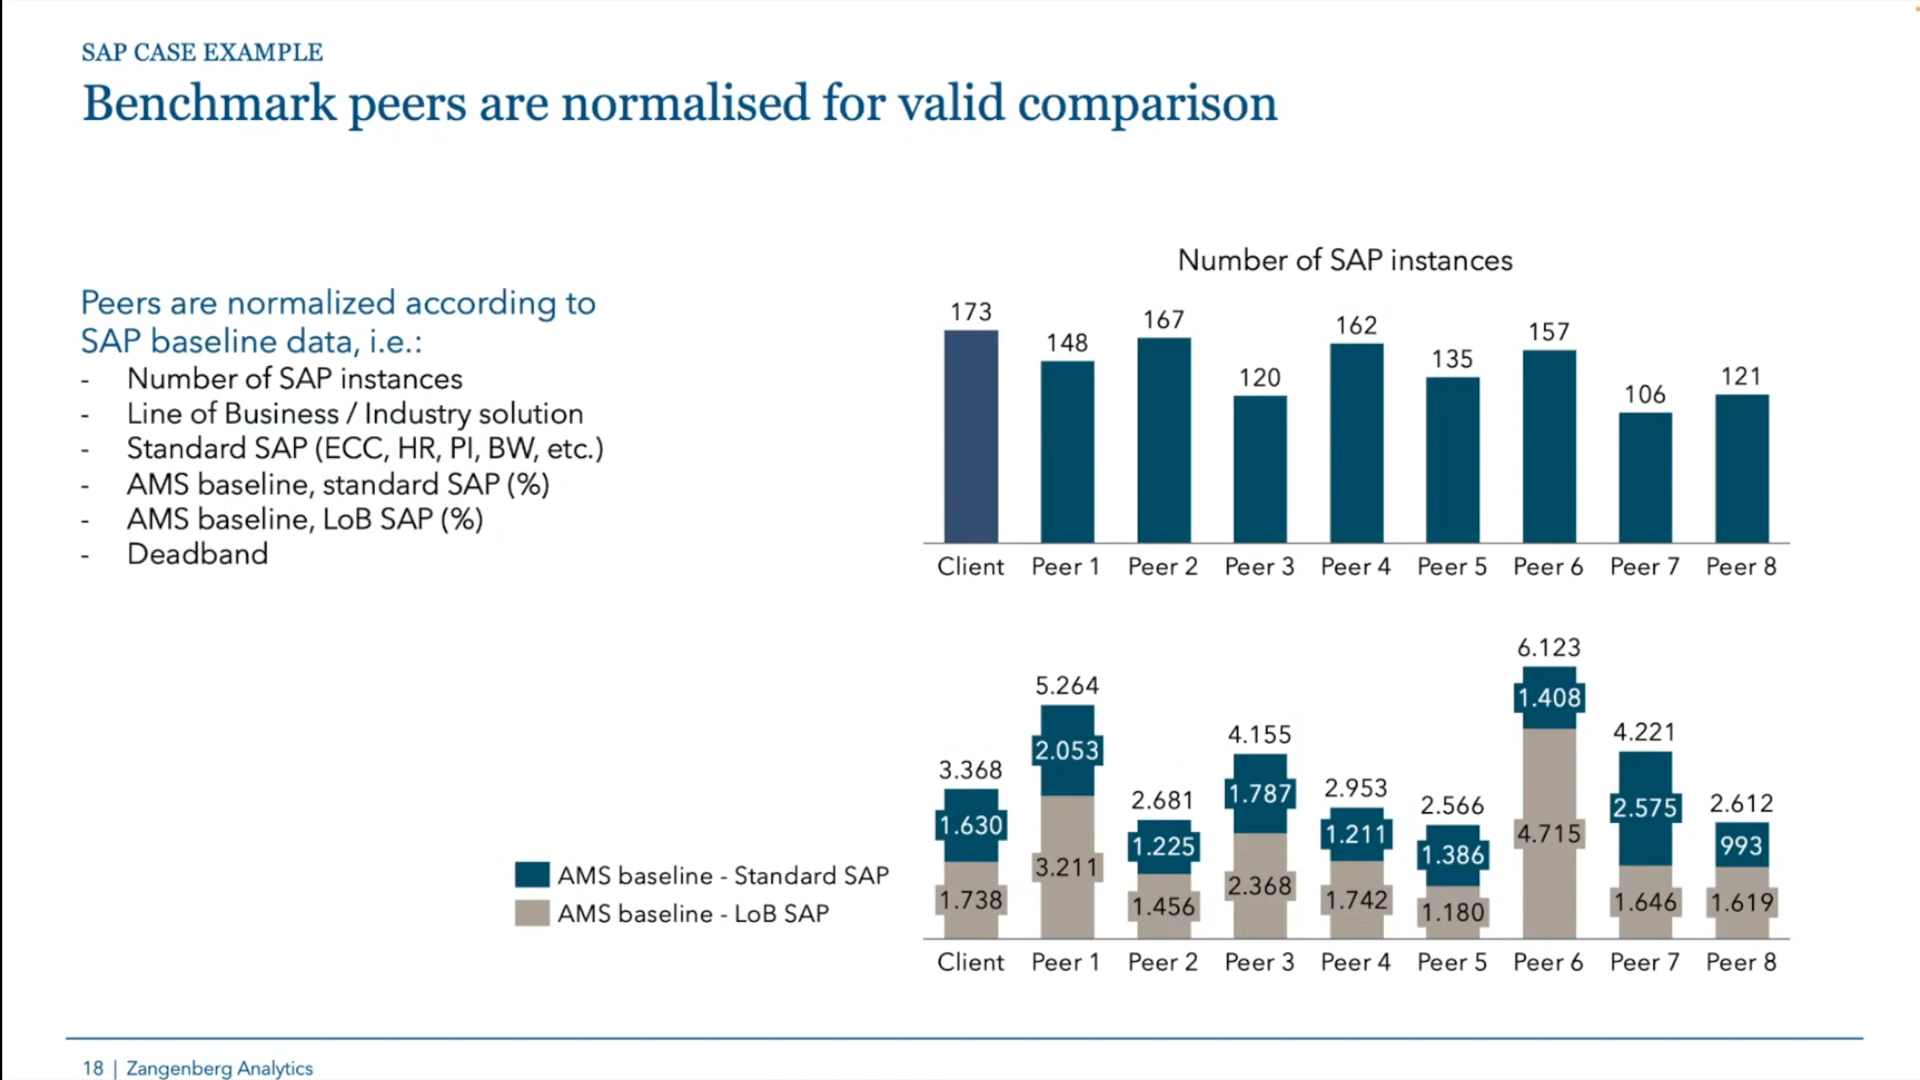 SAP CASE EXAMPLE
Benchmark peers are normalised for valid comparison
Peers are normalized according to
SAP baseline data, i.e.:
- Number of SAP instances
- Line of Business / Industry solution
- Standard SAP (ECC, HR, PI, BW, etc.)
- AMS baseline, standard SAP (%)
- AMS baseline, LoB SAP (%)
- Deadband
Number of SAP instances
173 148 167 120 162 135 157 106 121
Client Peer 1 Peer 2 Peer 3 Peer 4 Peer 5 Peer 6 Peer 7 Peer 8
3.368 5.264 2.681 4.155 2.953 2.566 6.123 4.221 2.612
1.630 2.053 1.225 1.787 1.211 1.386 1.408 2.575 993
1.738 3.211 1.456 2.368 1.742 1.180 4.715 1.646 1.619
AMS baseline - Standard SAP
AMS baseline - LoB SAP
Client Peer 1 Peer 2 Peer 3 Peer 4 Peer 5 Peer 6 Peer 7 Peer 8
18 | Zangenberg Analytics